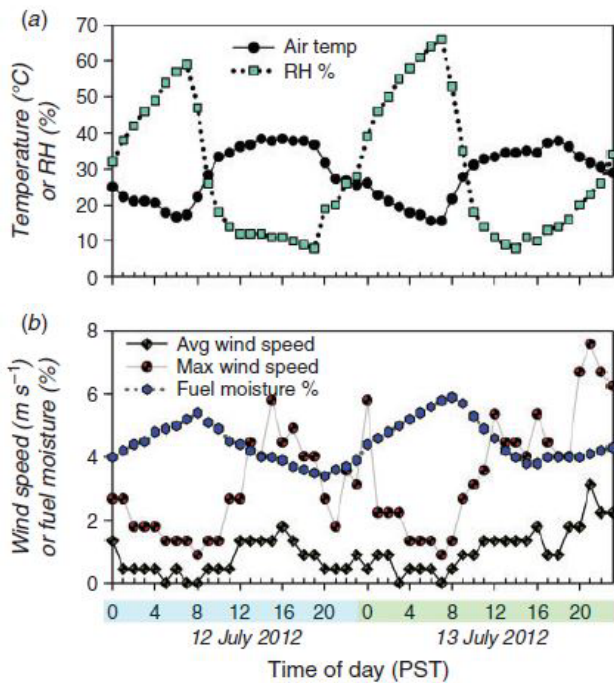 (a)
70
60
50
40
30
20
10
0
Temperature (°C)
or RH (%)
Air temp
RH %
(b)
8
6
4
2
0
Wind speed (m s⁻¹)
or fuel moisture (%)
Avg wind speed
Max wind speed
Fuel moisture %
0 4 8 12 16 20 0 4 8 12 16 20
12 July 2012 13 July 2012
Time of day (PST)